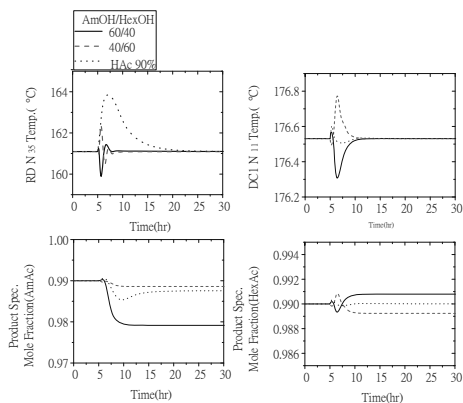 AmOH/HexOH
60/40
40/60
HAc 90%
164
162
160
RD N 35 Temp.( °C)
0 5 10 15 20 25 30
Time(hr)
176.8
176.6
176.4
176.2
DC1 N 11 Temp.( °C)
0 5 10 15 20 25 30
Time(hr)
1.00
0.99
0.98
0.97
Product Spec.
Mole Fraction(AmAc)
0 5 10 15 20 25 30
Time(hr)
0.994
0.992
0.990
0.988
0.986
Product Spec.
Mole Fraction(HexAc)
0 5 10 15 20 25 30
Time(hr)